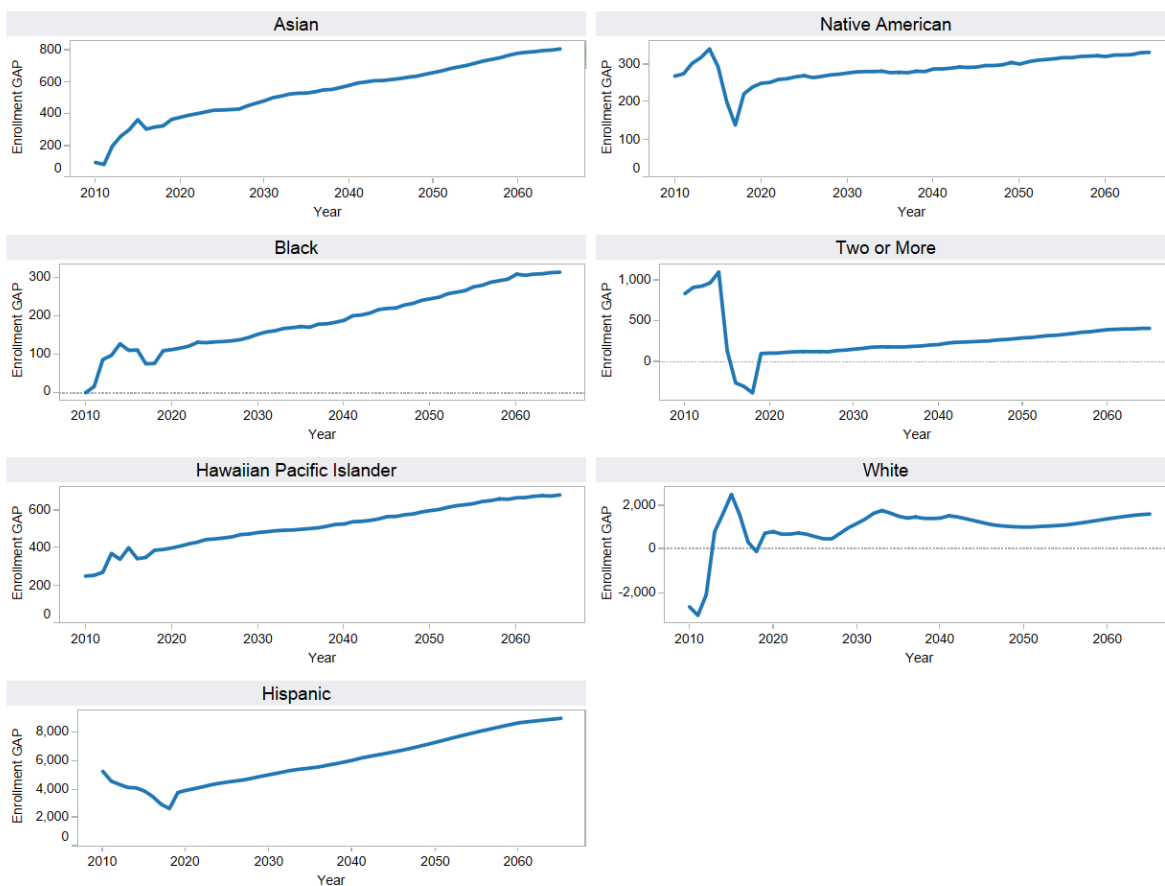 Asian
Enrollment GAP
800
600
400
200
0
2010 2020 2030 2040 2050 2060
Year
Native American
Enrollment GAP
300
200
100
0
2010 2020 2030 2040 2050 2060
Year
Black
Enrollment GAP
300
200
100
0
2010 2020 2030 2040 2050 2060
Year
Two or More
Enrollment GAP
1,000
500
0
2010 2020 2030 2040 2050 2060
Year
Hawaiian Pacific Islander
Enrollment GAP
600
400
200
0
2010 2020 2030 2040 2050 2060
Year
White
Enrollment GAP
2,000
0
-2,000
2010 2020 2030 2040 2050 2060
Year
Hispanic
Enrollment GAP
8,000
6,000
4,000
2,000
0
2010 2020 2030 2040 2050 2060
Year